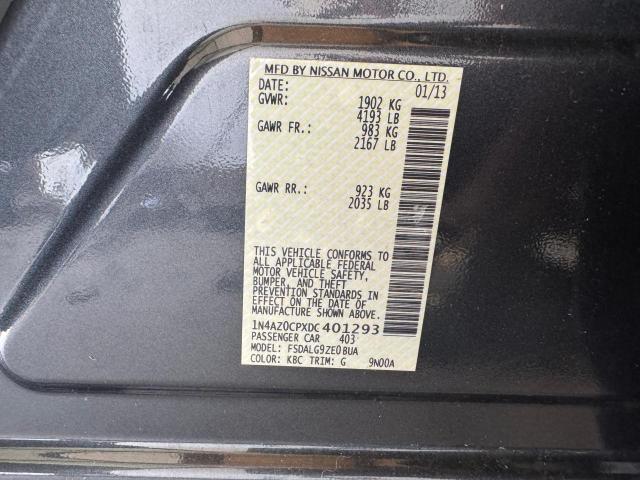 MFD BY NISSAN MOTOR CO., LTD.
DATE: 01/13
GVWR: 1902 KG
4193 LB
GAWR FR.: 983 KG
2167 LB
GAWR RR.: 923 KG
2035 LB
THIS VEHICLE CONFORMS TO
ALL APPLICABLE FEDERAL
MOTOR VEHICLE SAFETY,
BUMPER, AND THEFT
PREVENTION STANDARDS IN
EFFECT ON THE DATE OF
MANUFACTURE SHOWN ABOVE.
1N4AZ0CPXDC401293
PASSENGER CAR 403
MODEL: FSDALG9ZE0BUA
COLOR: KBC TRIM: G 9N00A